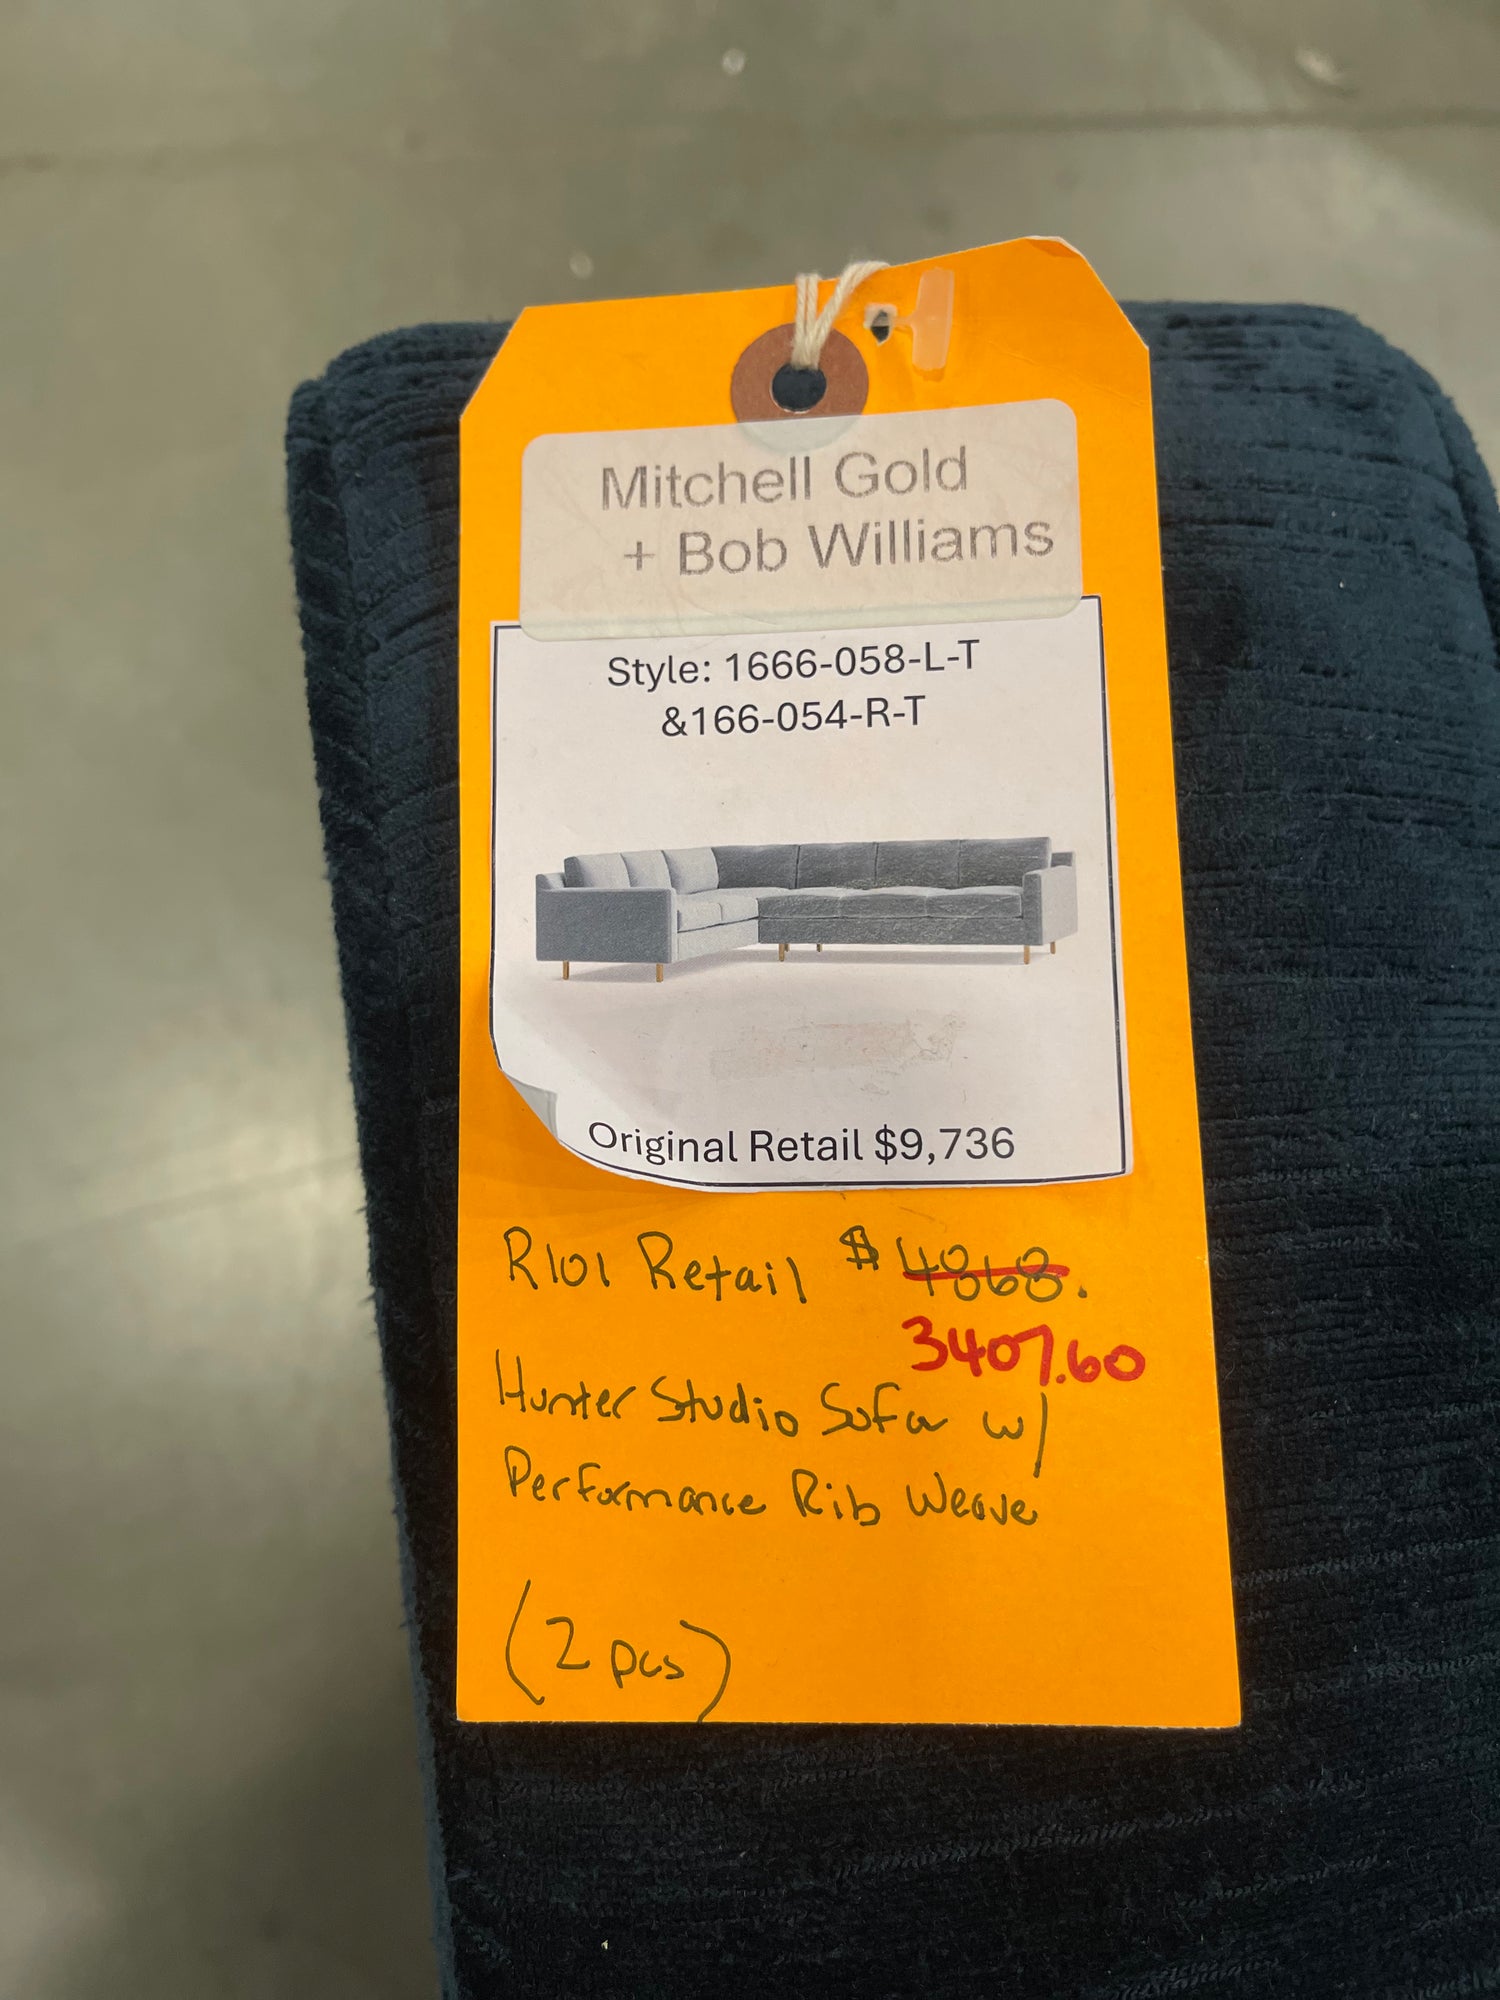 Mitchell Gold
+ Bob Williams
Style: 1666-058-L-T
&166-054-R-T
Original Retail $9,736
R101 Retail $4868.
3407.60
Hunter Studio Sofa w/
Performance Rib Weave
(2 pcs)